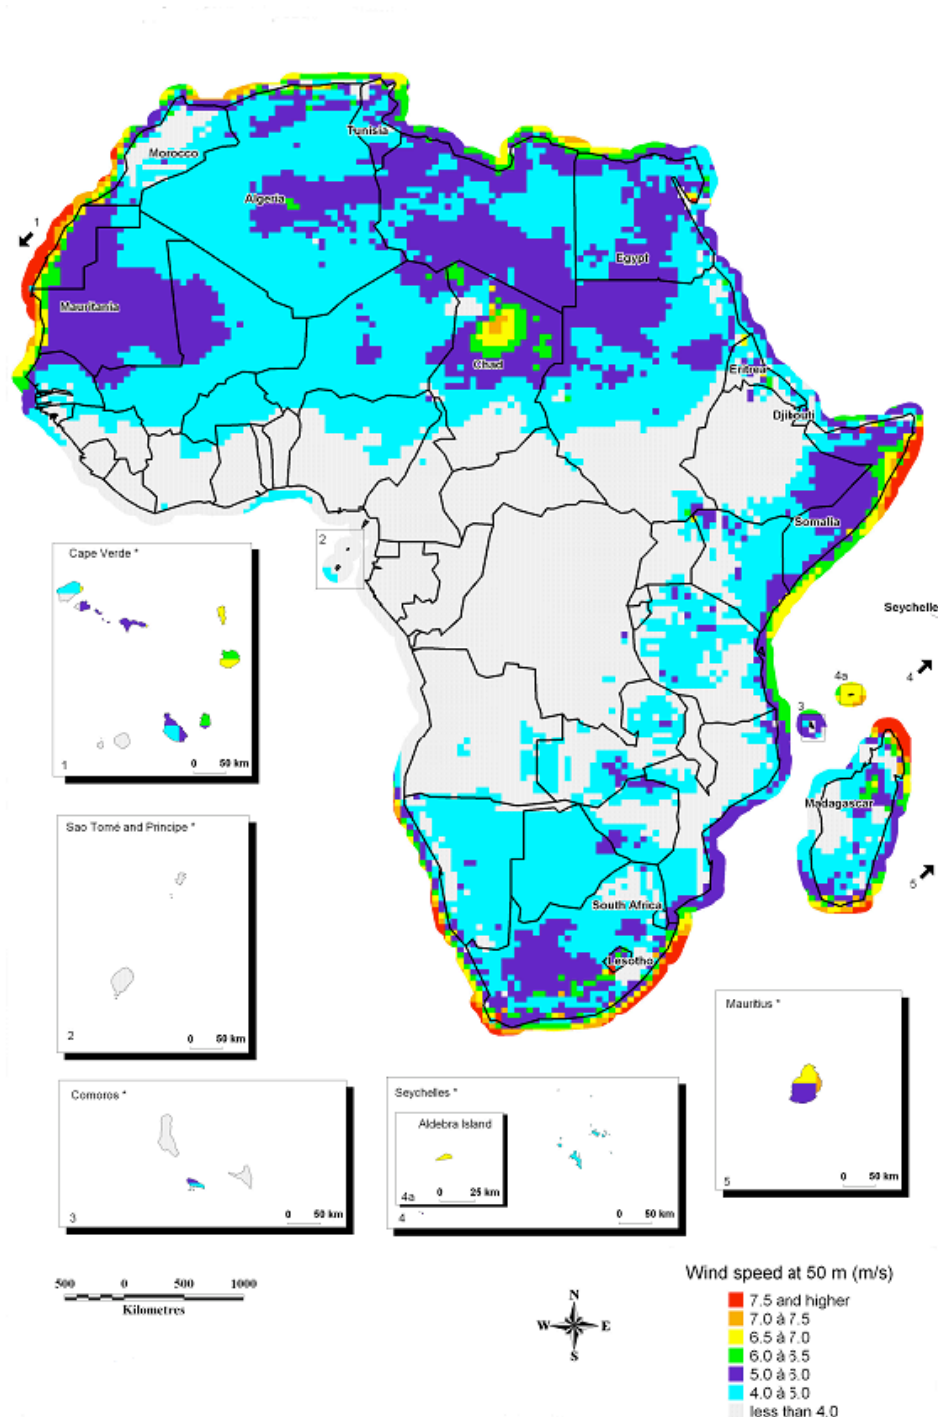 Tunisia
Morocco
Algeria
1
Egypt
Mauritania
Chad
Eritrea
Djibouti
Somalia
2
Cape Verde *
1
0 50 km
Seychelle
4
4a
3
Madagascar
5
Sao Tomé and Principe *
2
0 50 km
South Africa
Lesotho
Mauritius *
5
0 50 km
Comoros *
3
0 50 km
Seychelles *
Aldebra Island
4a
0 25 km
4
0 50 km
500 0 500 1000
Kilometres
N
W E
S
Wind speed at 50 m (m/s)
7.5 and higher
7.0 à 7.5
6.5 à 7.0
6.0 à 6.5
5.0 à 6.0
4.0 à 5.0
less than 4.0